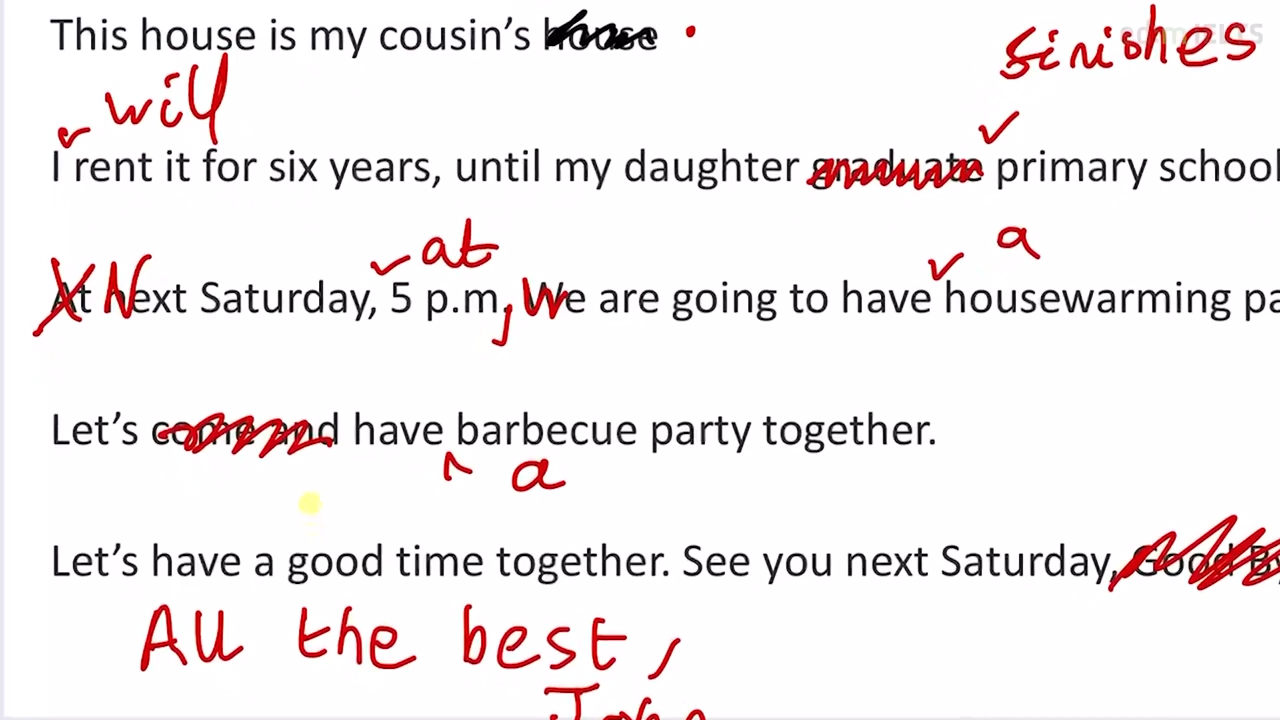 This house is my cousin's house .
finishes
will
I rent it for six years, until my daughter graduate primary school
at
a
At next Saturday, 5 p.m, We are going to have housewarming pa
Let's come and have barbecue party together.
a
Let's have a good time together. See you next Saturday, Good By
All the best,